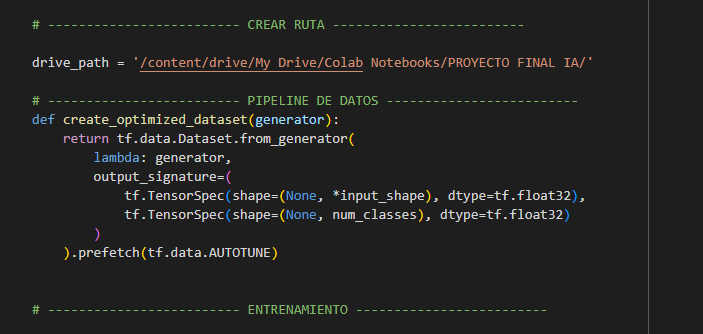 # ------------------------ CREAR RUTA ------------------------
drive_path = '/content/drive/My Drive/Colab Notebooks/PROYECTO FINAL IA/'
# ------------------------ PIPELINE DE DATOS ------------------------
def create_optimized_dataset(generator):
    return tf.data.Dataset.from_generator(
        lambda: generator,
        output_signature=(
            tf.TensorSpec(shape=(None, *input_shape), dtype=tf.float32),
            tf.TensorSpec(shape=(None, num_classes), dtype=tf.float32)
        )
    ).prefetch(tf.data.AUTOTUNE)
# ------------------------ ENTRENAMIENTO ------------------------